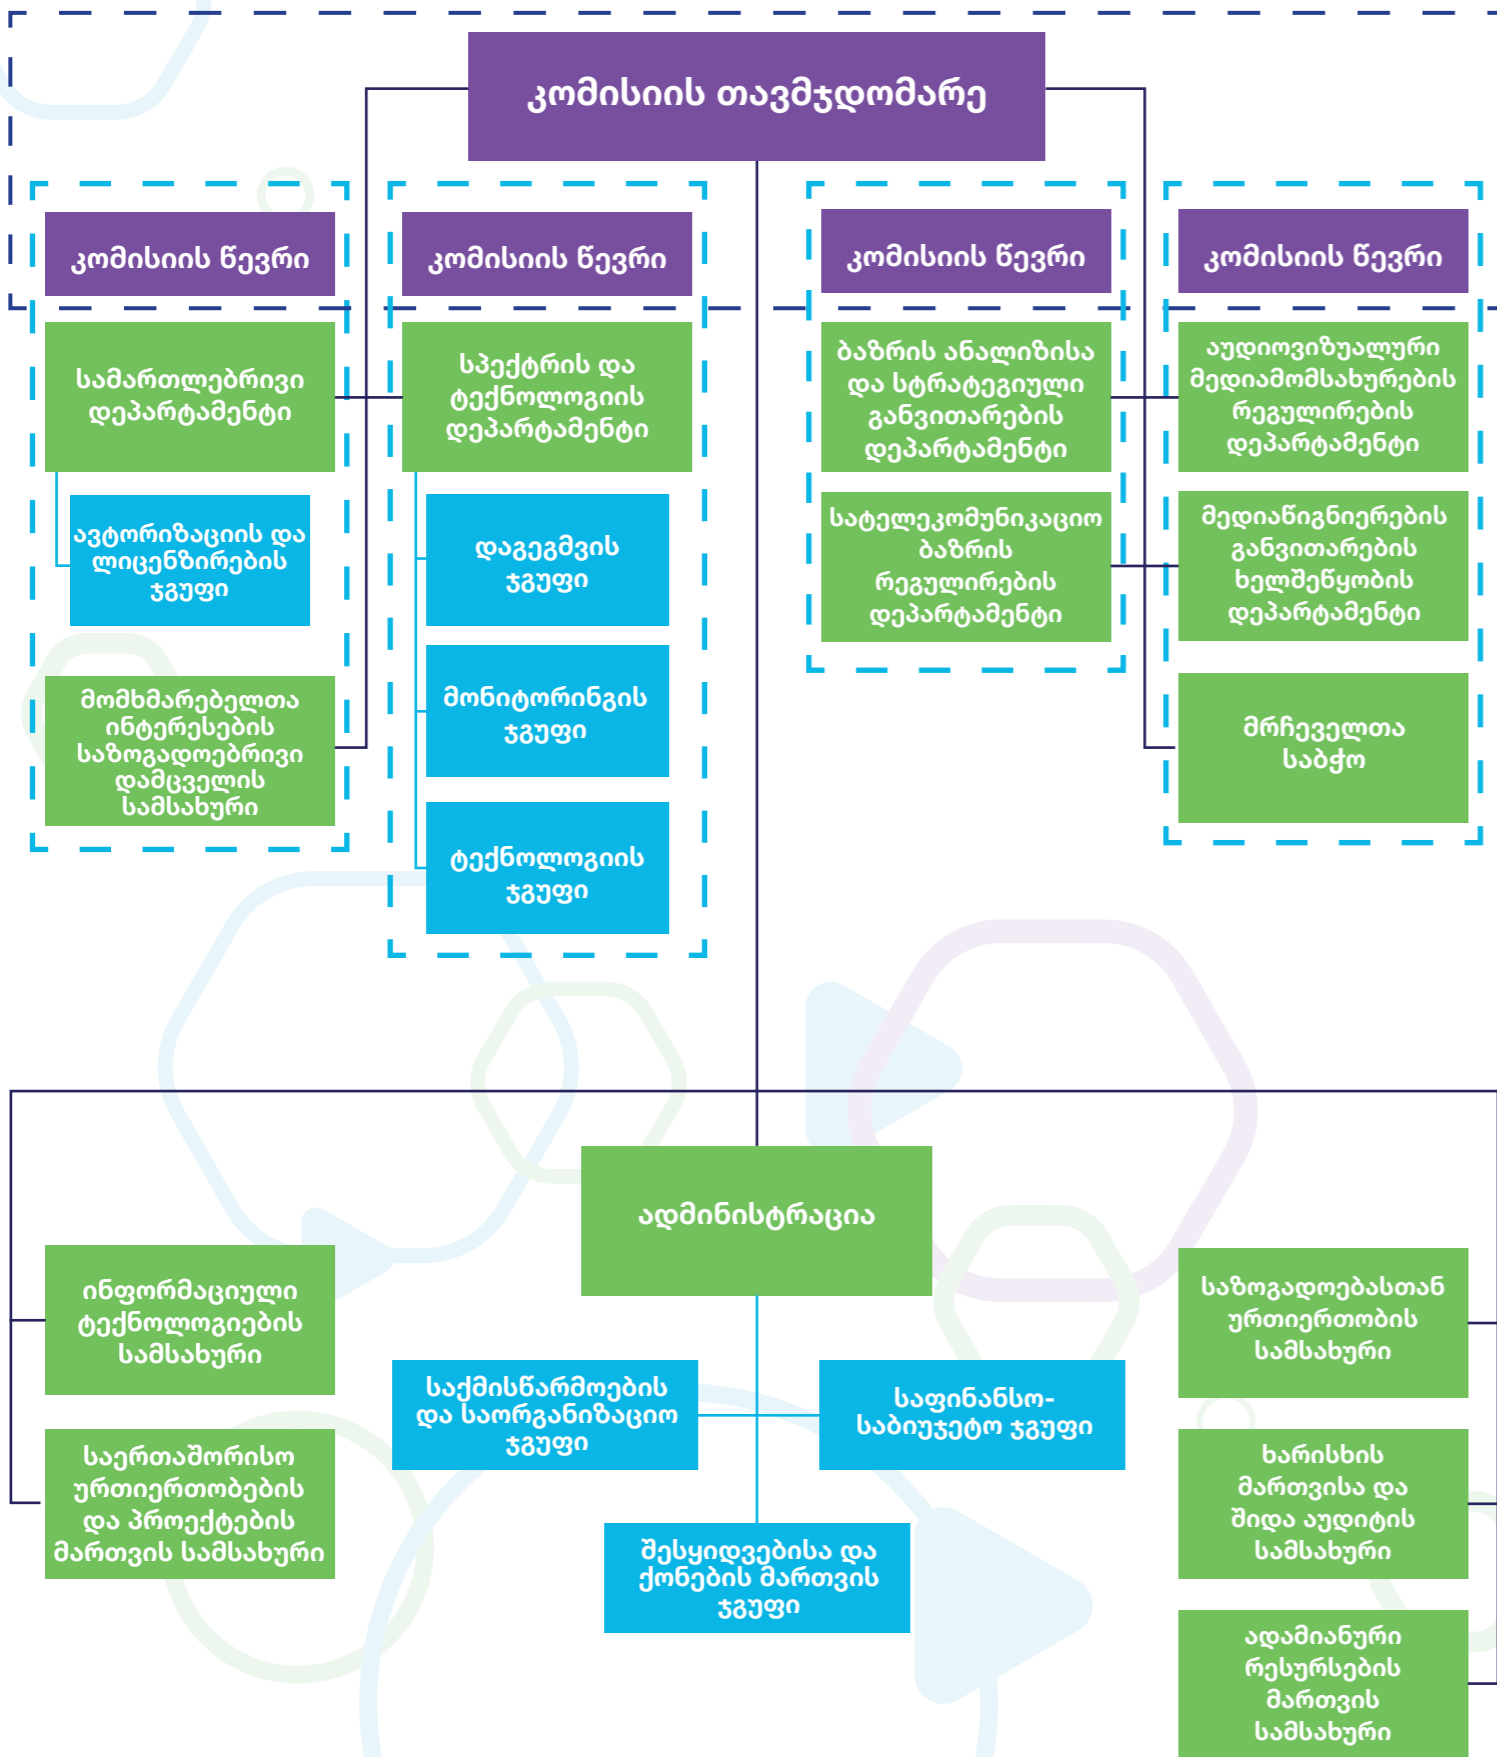 კომისიის თავმჯდომარე
კომისიის წევრი
სამართლებრივი
დეპარტამენტი
ავტორიზაციის და
ლიცენზირების
ჯგუფი
მომხმარებელთა
ინტერესების
საზოგადოებრივი
დამცველის
სამსახური
კომისიის წევრი
სპექტრის და
ტექნოლოგიის
დეპარტამენტი
დაგეგმვის
ჯგუფი
მონიტორინგის
ჯგუფი
ტექნოლოგიის
ჯგუფი
კომისიის წევრი
ბაზრის ანალიზისა
და სტრატეგიული
განვითარების
დეპარტამენტი
სატელეკომუნიკაციო
ბაზრის
რეგულირების
დეპარტამენტი
კომისიის წევრი
აუდიოვიზუალური
მედიამომსახურების
რეგულირების
დეპარტამენტი
მედიაწიგნიერების
განვითარების
ხელშეწყობის
დეპარტამენტი
მრჩეველთა
საბჭო
ადმინისტრაცია
ინფორმაციული
ტექნოლოგიების
სამსახური
საერთაშორისო
ურთიერთობების
და პროექტების
მართვის სამსახური
საქმისწარმოების
და საორგანიზაციო
ჯგუფი
საფინანსო-
საბიუჯეტო ჯგუფი
შესყიდვებისა და
ქონების მართვის
ჯგუფი
საზოგადოებასთან
ურთიერთობის
სამსახური
ხარისხის
მართვისა და
შიდა აუდიტის
სამსახური
ადამიანური
რესურსების
მართვის
სამსახური